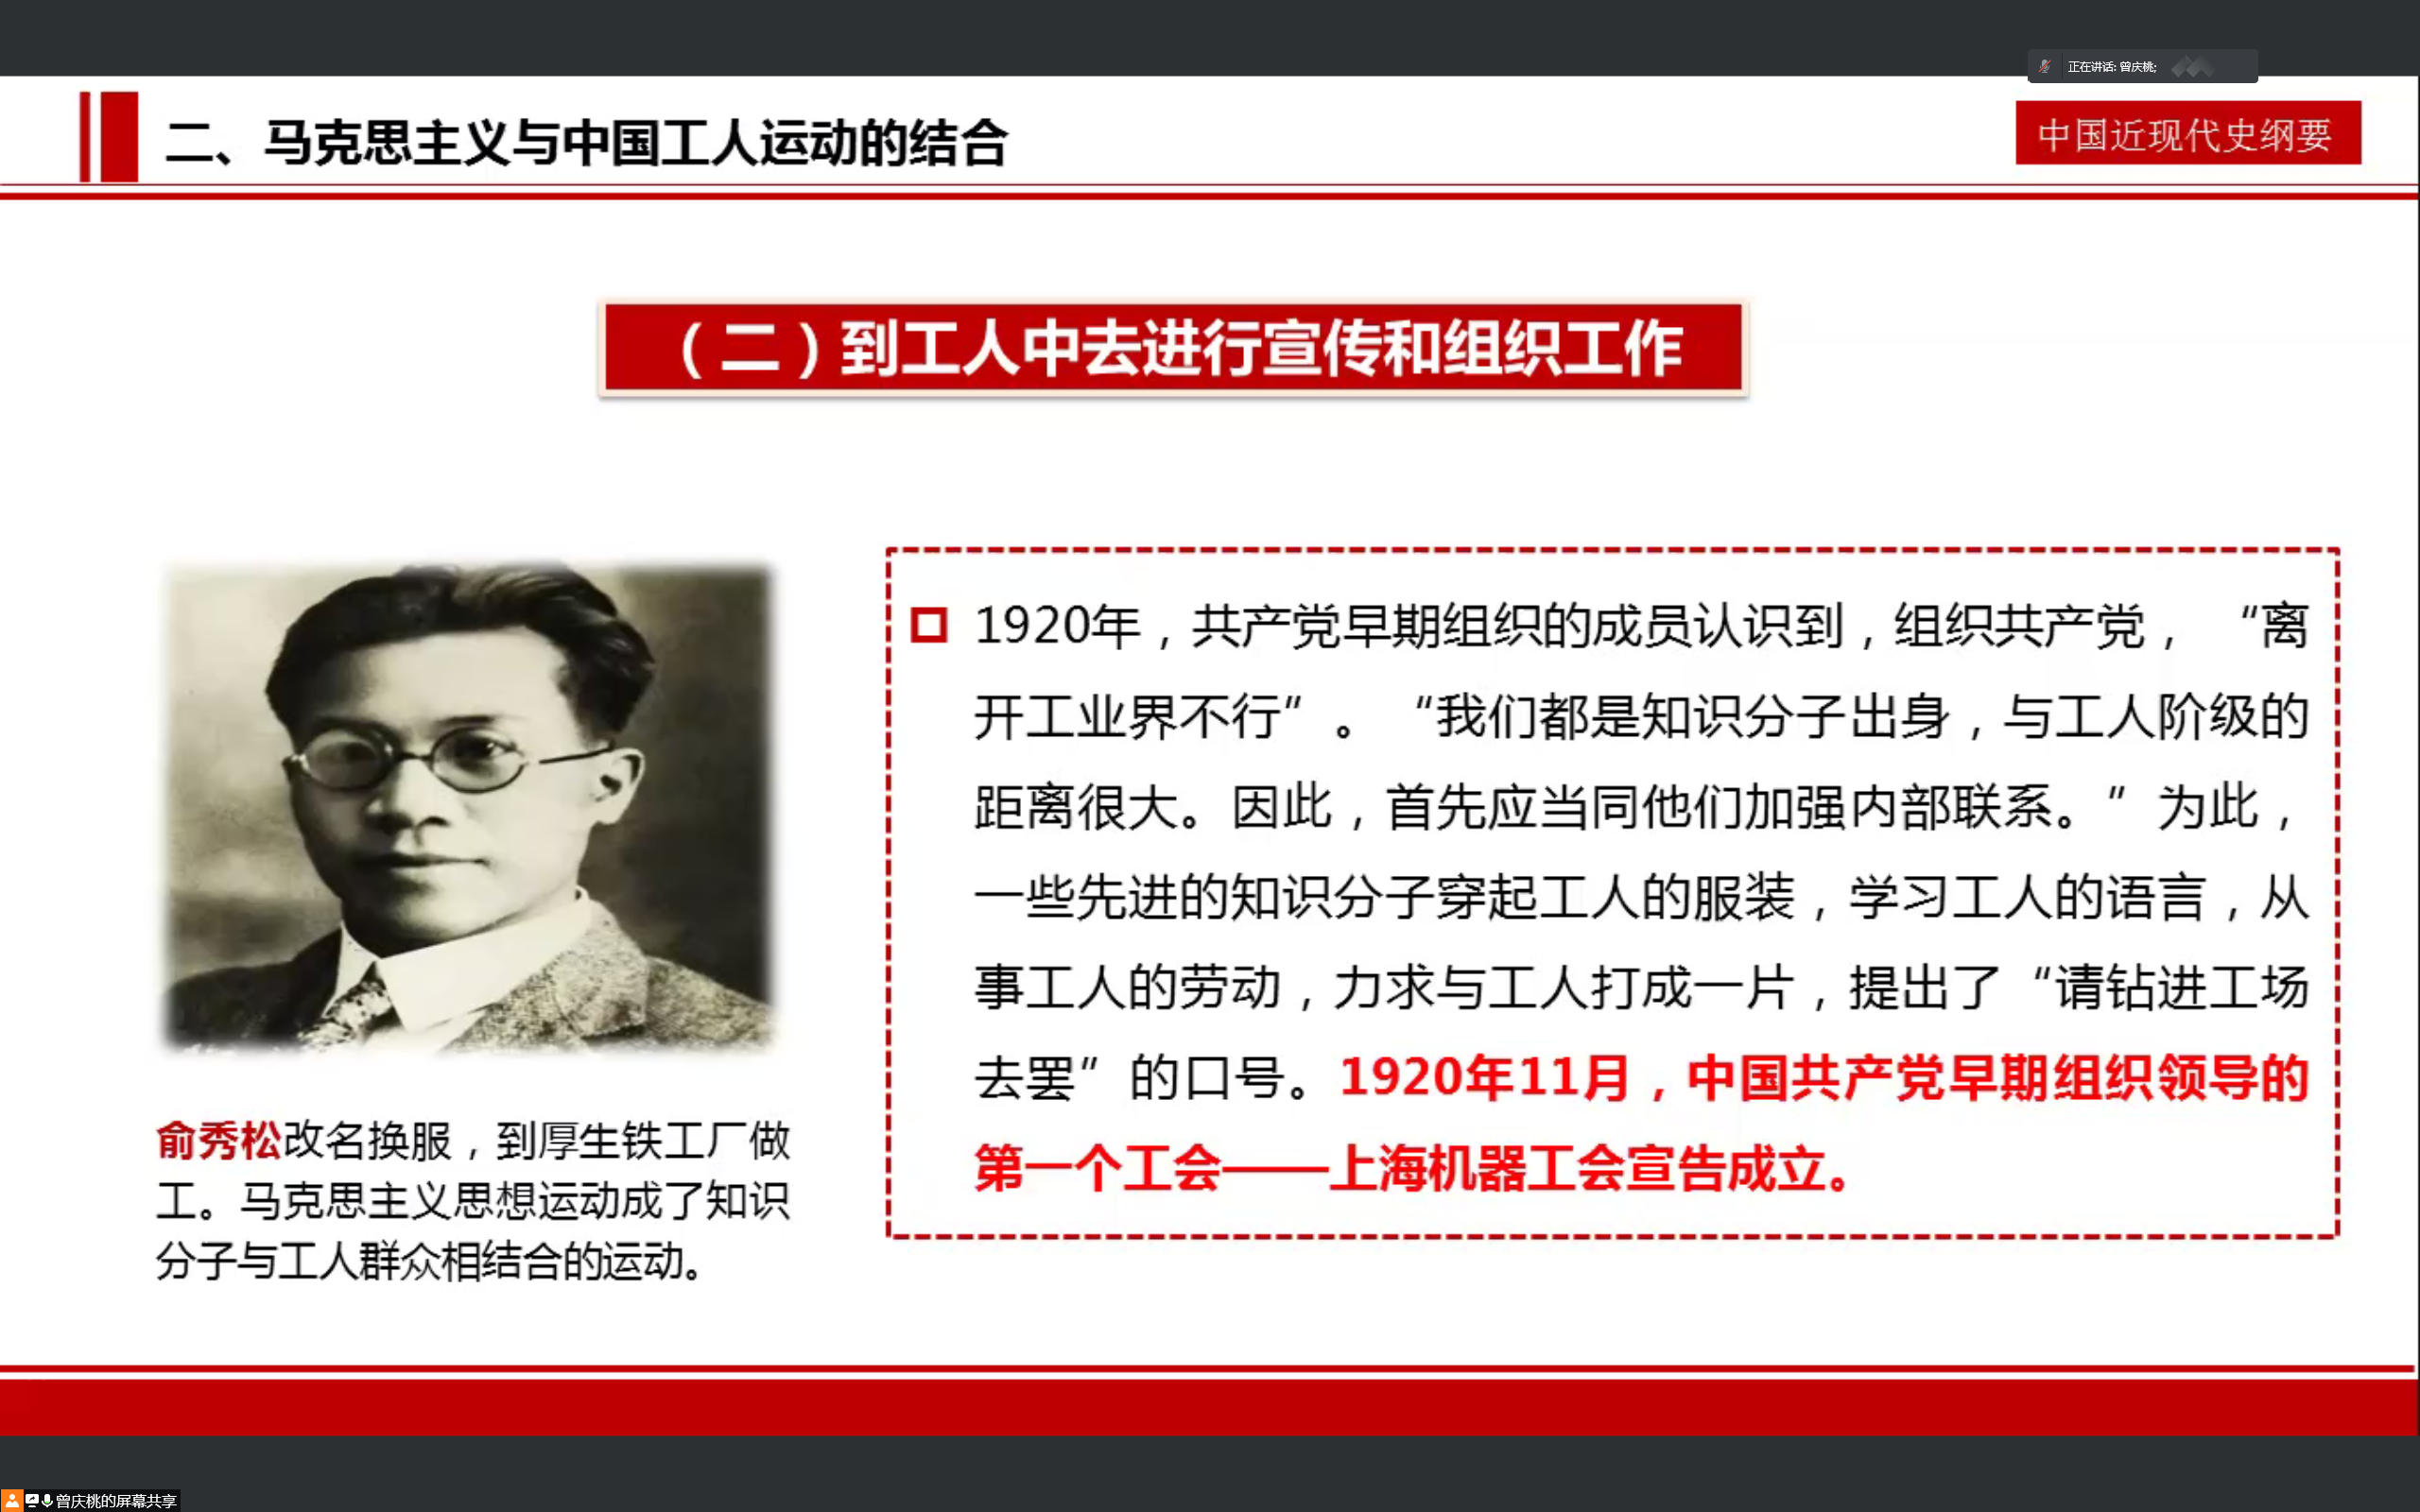 正在讲话: 曾庆桃;
二、马克思主义与中国工人运动的结合
中国近现代史纲要
（二）到工人中去进行宣传和组织工作
1920年，共产党早期组织的成员认识到，组织共产党，“离
开工业界不行”。“我们都是知识分子出身，与工人阶级的
距离很大。因此，首先应当同他们加强内部联系。”为此，
一些先进的知识分子穿起工人的服装，学习工人的语言，从
事工人的劳动，力求与工人打成一片，提出了“请钻进工场
去罢”的口号。1920年11月，中国共产党早期组织领导的
第一个工会——上海机器工会宣告成立。
俞秀松改名换服，到厚生铁工厂做
工。马克思主义思想运动成了知识
分子与工人群众相结合的运动。
曾庆桃的屏幕共享